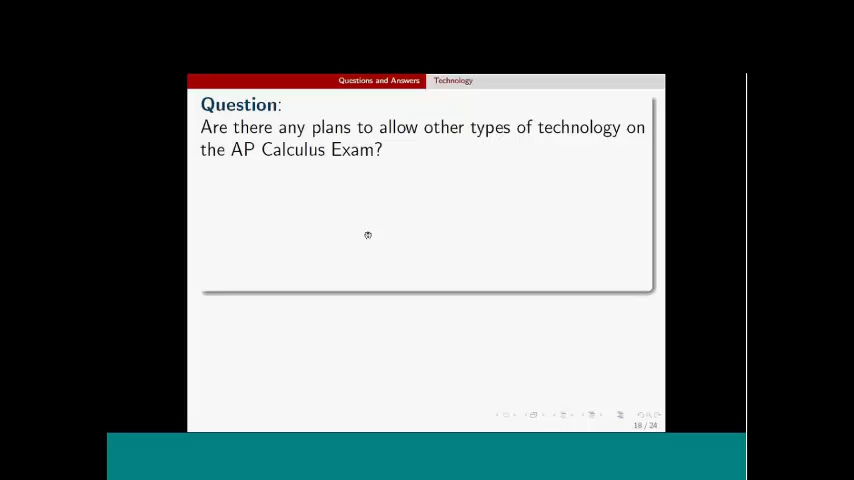 Questions and Answers Technology
Question:
Are there any plans to allow other types of technology on
the AP Calculus Exam?
18 / 24